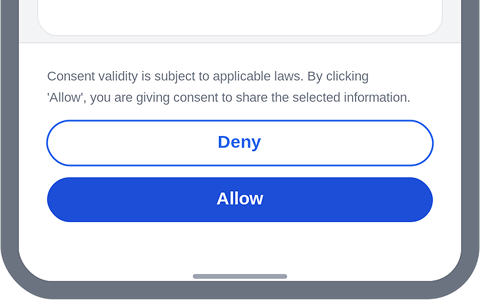 Consent validity is subject to applicable laws. By clicking
'Allow', you are giving consent to share the selected information.
Deny
Allow